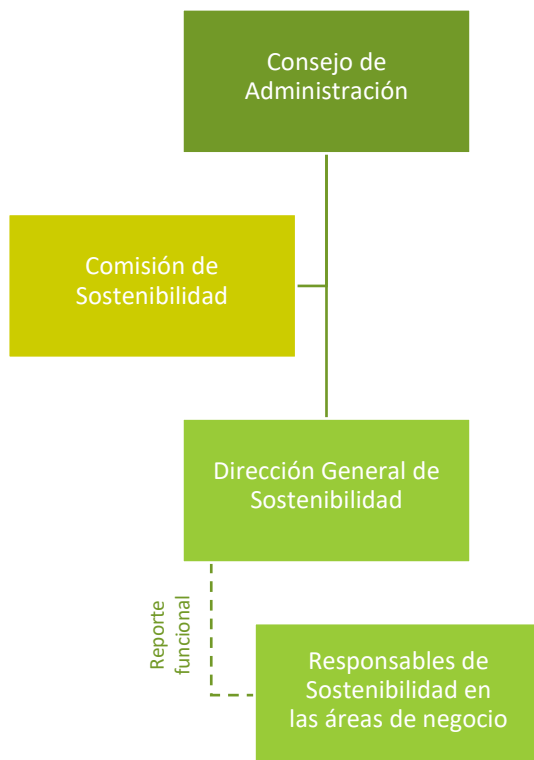 Consejo de
Administración
Comisión de
Sostenibilidad
Dirección General de
Sostenibilidad
Reporte
funcional
Responsables de
Sostenibilidad en
las áreas de negocio